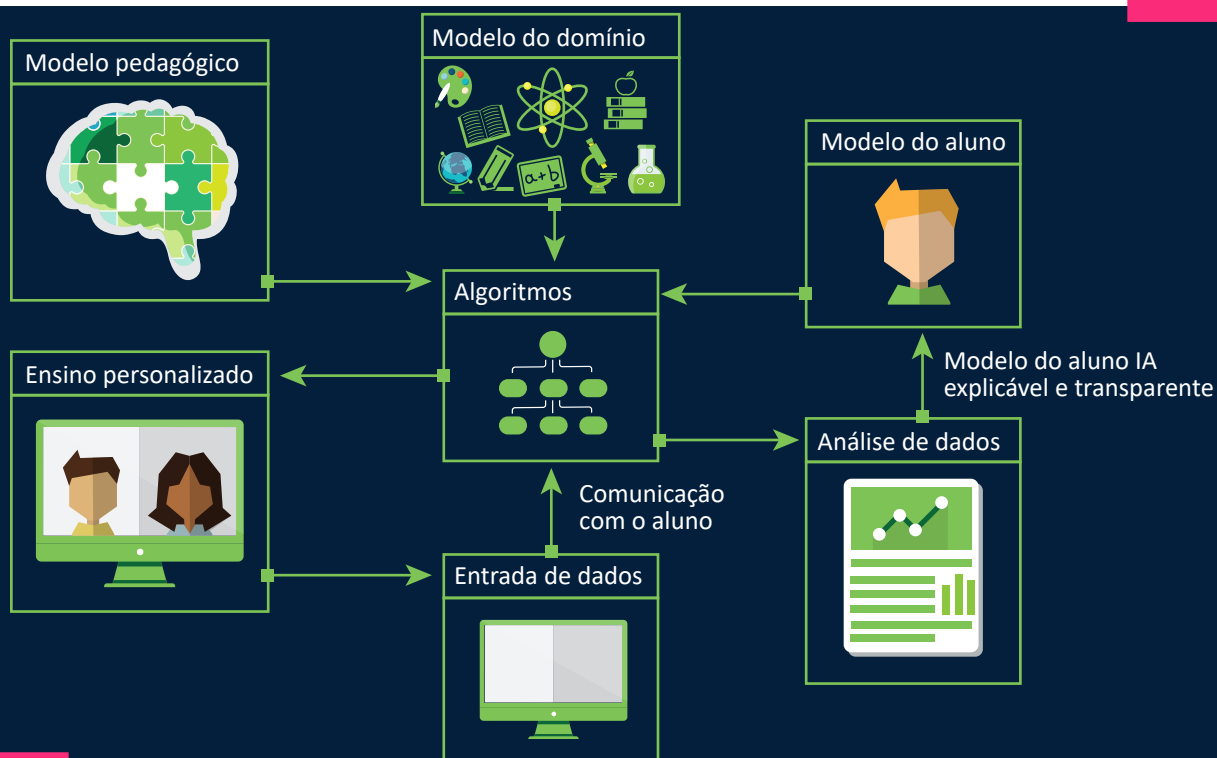 Modelo pedagógico
Modelo do domínio
a+b
Modelo do aluno
Algoritmos
Ensino personalizado
Modelo do aluno IA
explicável e transparente
Análise de dados
Comunicação
com o aluno
Entrada de dados